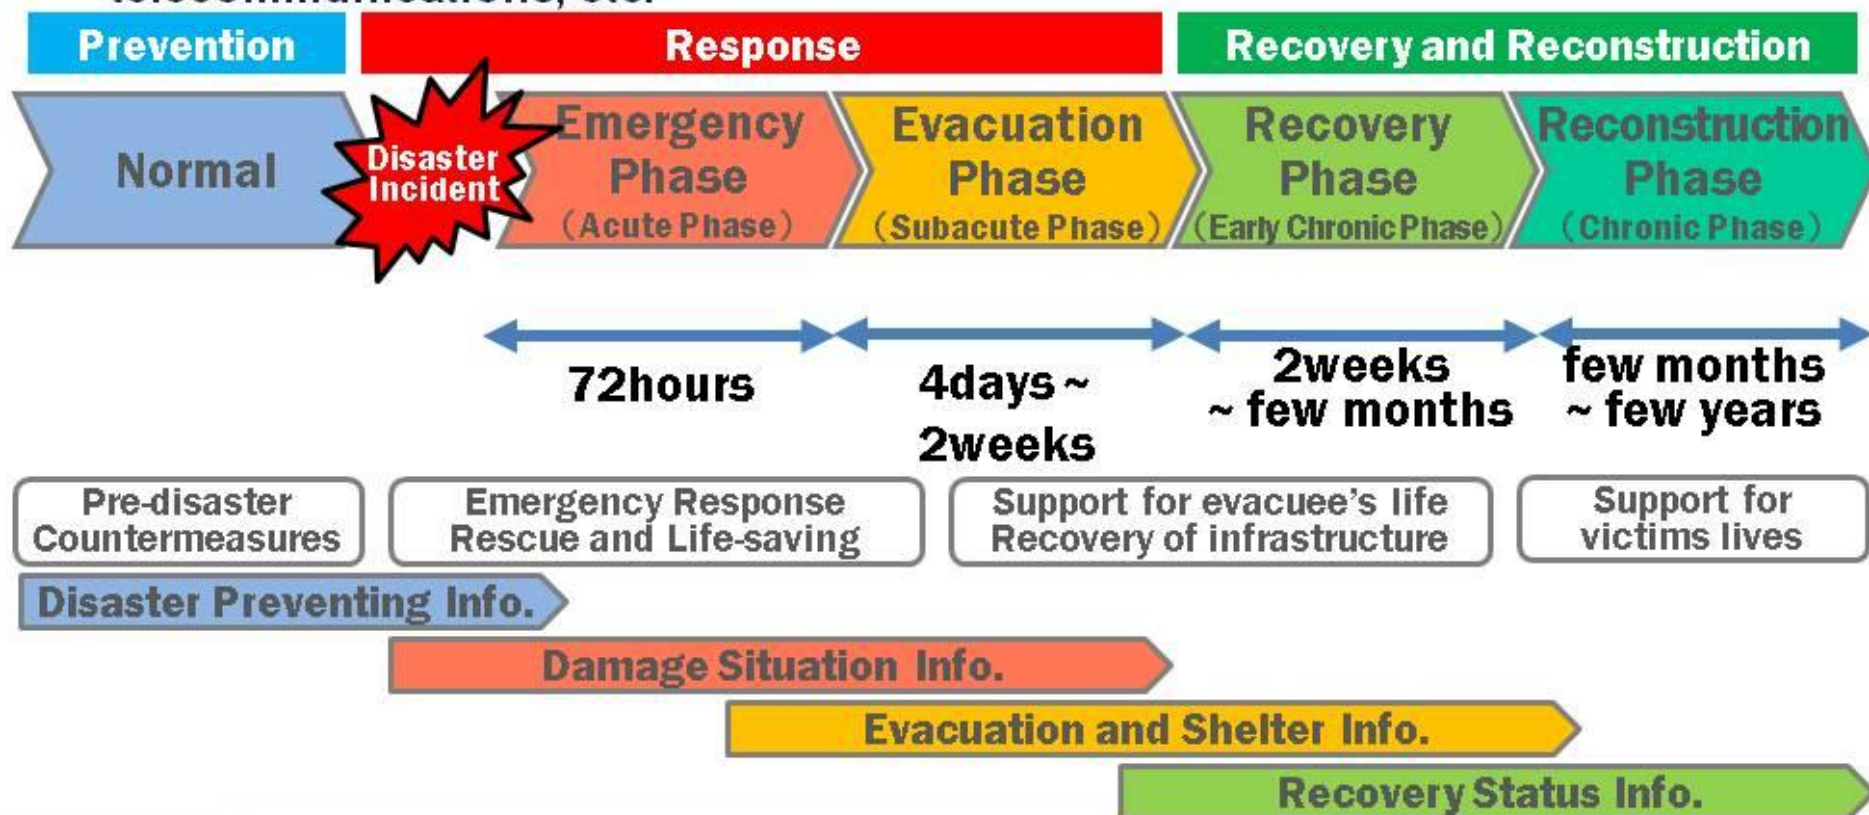 telecommunications, etc.
Prevention
Response
Recovery and Reconstruction
Normal
Disaster
Incident
Emergency
Phase
(Acute Phase)
Evacuation
Phase
(Subacute Phase)
Recovery
Phase
(Early Chronic Phase)
Reconstruction
Phase
(Chronic Phase)
72hours
4days ~
2weeks
2weeks
~ few months
few months
~ few years
Pre-disaster
Countermeasures
Emergency Response
Rescue and Life-saving
Support for evacuee's life
Recovery of infrastructure
Support for
victims lives
Disaster Preventing Info.
Damage Situation Info.
Evacuation and Shelter Info.
Recovery Status Info.